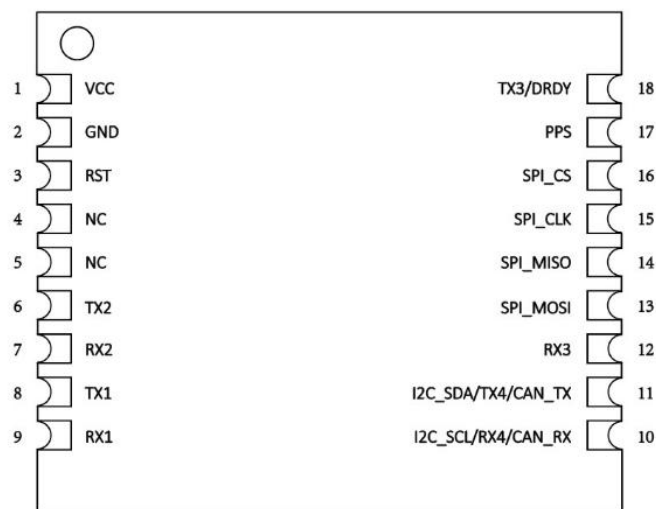 1 VCC TX3/DRDY 18
2 GND PPS 17
3 RST SPI_CS 16
4 NC SPI_CLK 15
5 NC SPI_MISO 14
6 TX2 SPI_MOSI 13
7 RX2 RX3 12
8 TX1 I2C_SDA/TX4/CAN_TX 11
9 RX1 I2C_SCL/RX4/CAN_RX 10